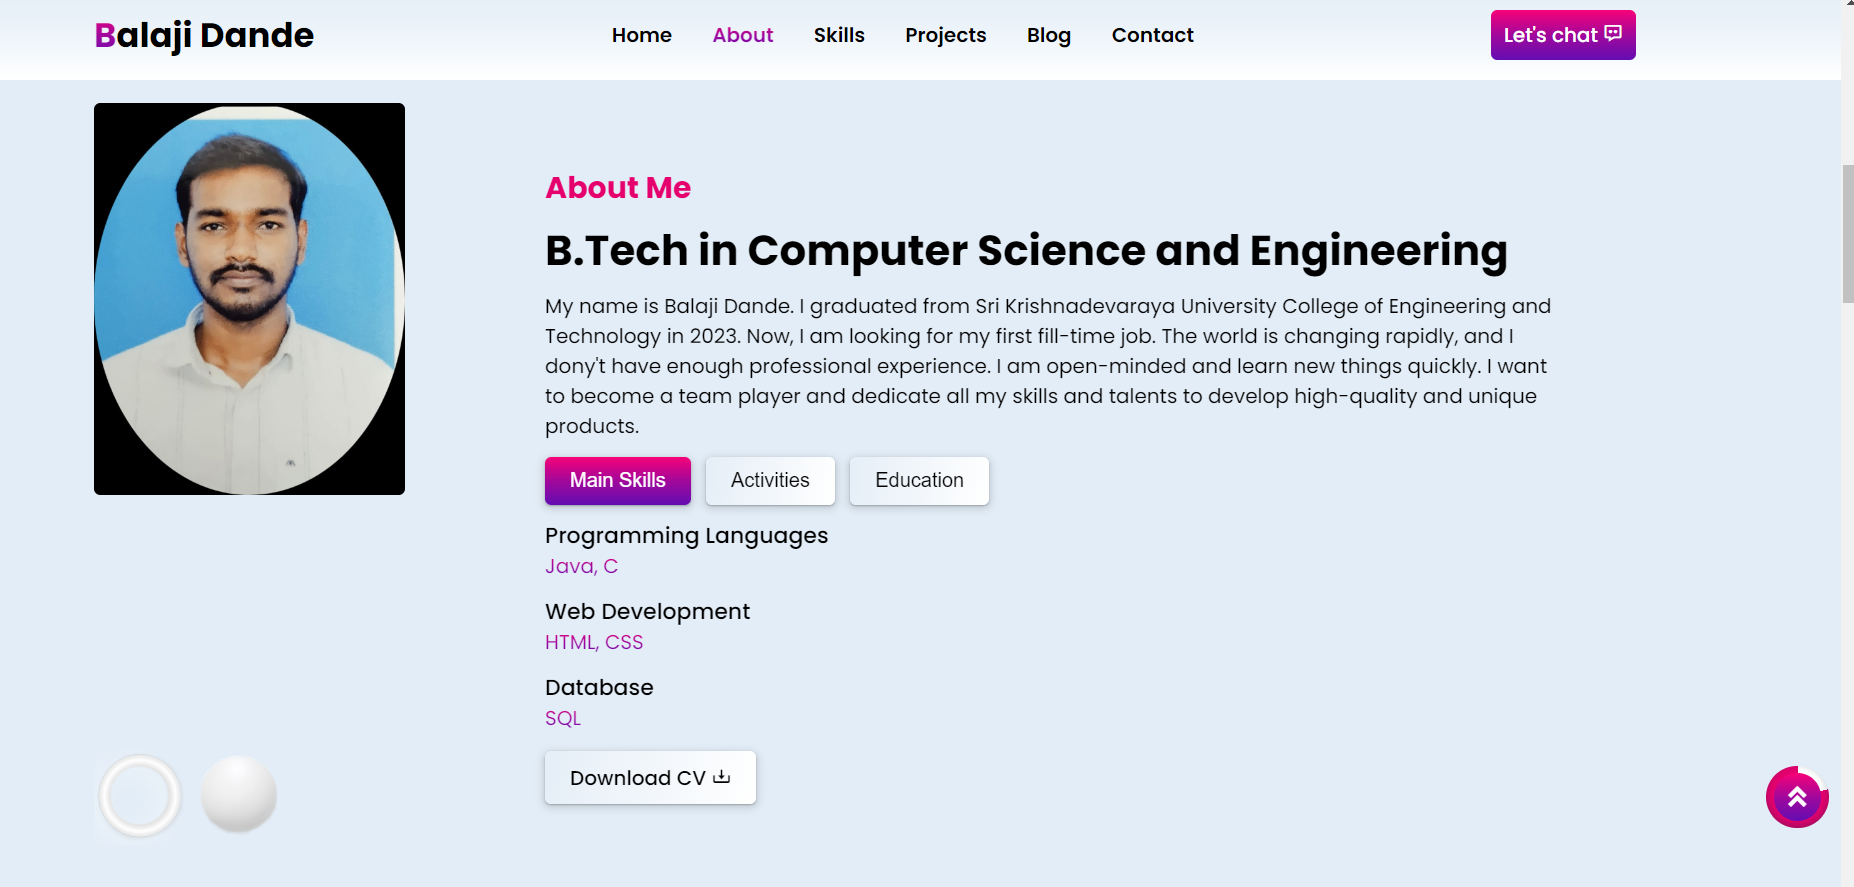 Balaji Dande
Home
About
Skills
Projects
Blog
Contact
Let's chat
About Me
B.Tech in Computer Science and Engineering
My name is Balaji Dande. I graduated from Sri Krishnadevaraya University College of Engineering and
Technology in 2023. Now, I am looking for my first fill-time job. The world is changing rapidly, and I
dony't have enough professional experience. I am open-minded and learn new things quickly. I want
to become a team player and dedicate all my skills and talents to develop high-quality and unique
products.
Main Skills
Activities
Education
Programming Languages
Java, C
Web Development
HTML, CSS
Database
SQL
Download CV